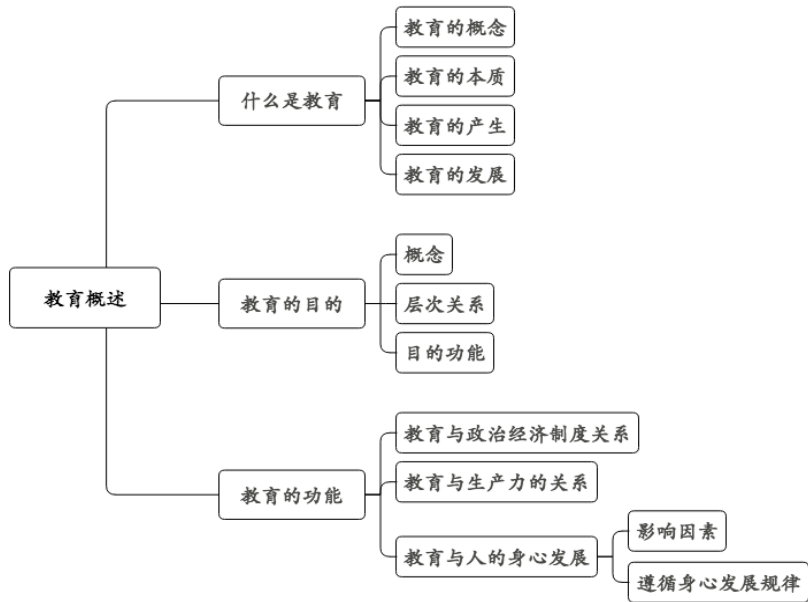 教育概述
什么是教育
教育的概念
教育的本质
教育的产生
教育的发展
教育的目的
概念
层次关系
目的功能
教育的功能
教育与政治经济制度关系
教育与生产力的关系
教育与人的身心发展
影响因素
遵循身心发展规律